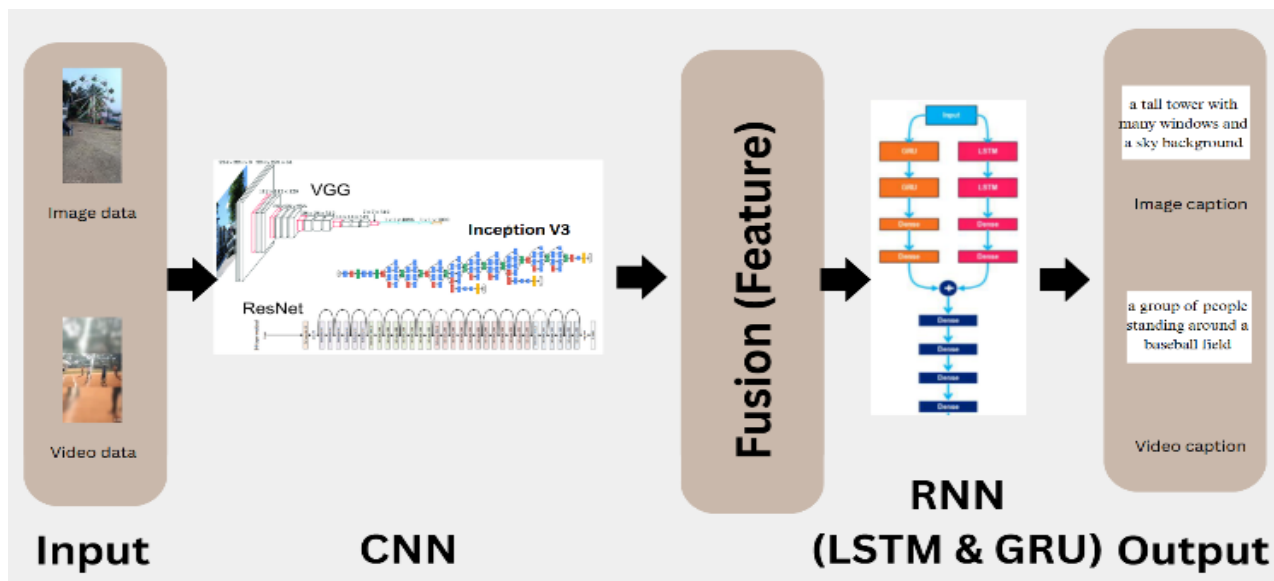 Image data
Video data
Input
VGG
Inception V3
ResNet
CNN
Fusion (Feature)
Input
GRU
LSTM
GRU
LSTM
Dense
Dense
Dense
Dense
+
Dense
Dense
Dense
Dense
RNN
(LSTM & GRU)
a tall tower with
many windows and
a sky background
Image caption
a group of people
standing around a
baseball field
Video caption
Output